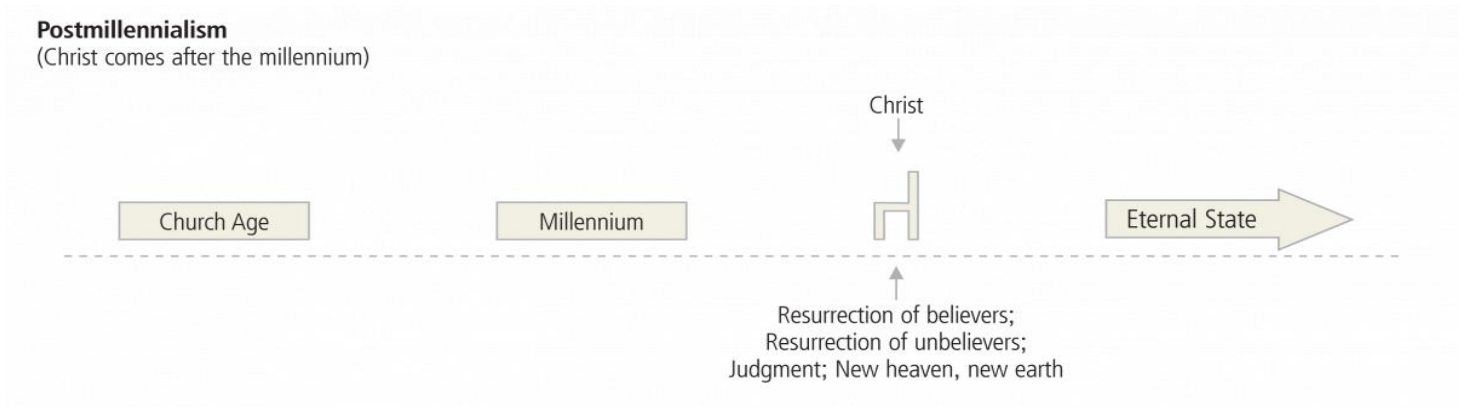 Postmillennialism
(Christ comes after the millennium)
Christ
Church Age
Millennium
Eternal State
Resurrection of believers;
Resurrection of unbelievers;
Judgment; New heaven, new earth